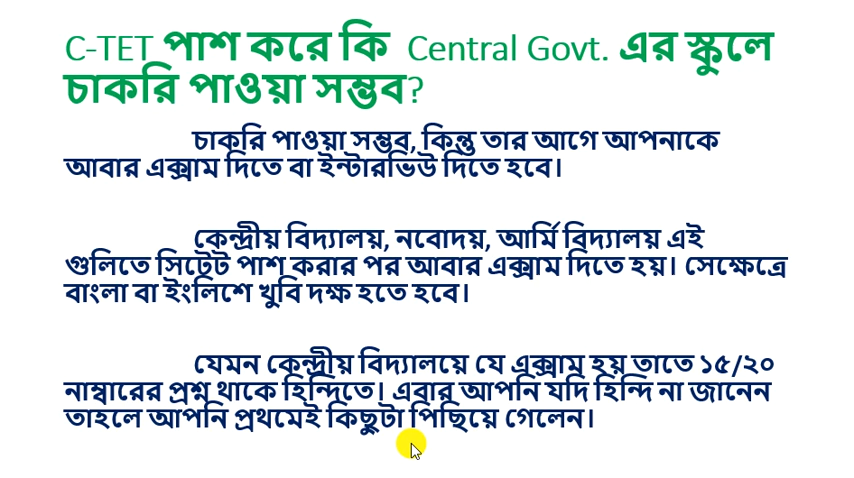 C-TET পাশ করে কি Central Govt. এর স্কুলে
চাকরি পাওয়া সম্ভব?
চাকরি পাওয়া সম্ভব, কিন্তু তার আগে আপনাকে
আবার এক্সাম দিতে বা ইন্টারভিউ দিতে হবে।
কেন্দ্রীয় বিদ্যালয়, নবোদয়, আর্মি বিদ্যালয় এই
গুলিতে সিটেট পাশ করার পর আবার এক্সাম দিতে হয়। সেক্ষেত্রে
বাংলা বা ইংলিশে খুবি দক্ষ হতে হবে।
যেমন কেন্দ্রীয় বিদ্যালয়ে যে এক্সাম হয় তাতে ১৫/২০
নাম্বারের প্রশ্ন থাকে হিন্দিতে। এবার আপনি যদি হিন্দি না জানেন
তাহলে আপনি প্রথমেই কিছুটা পিছিয়ে গেলেন।